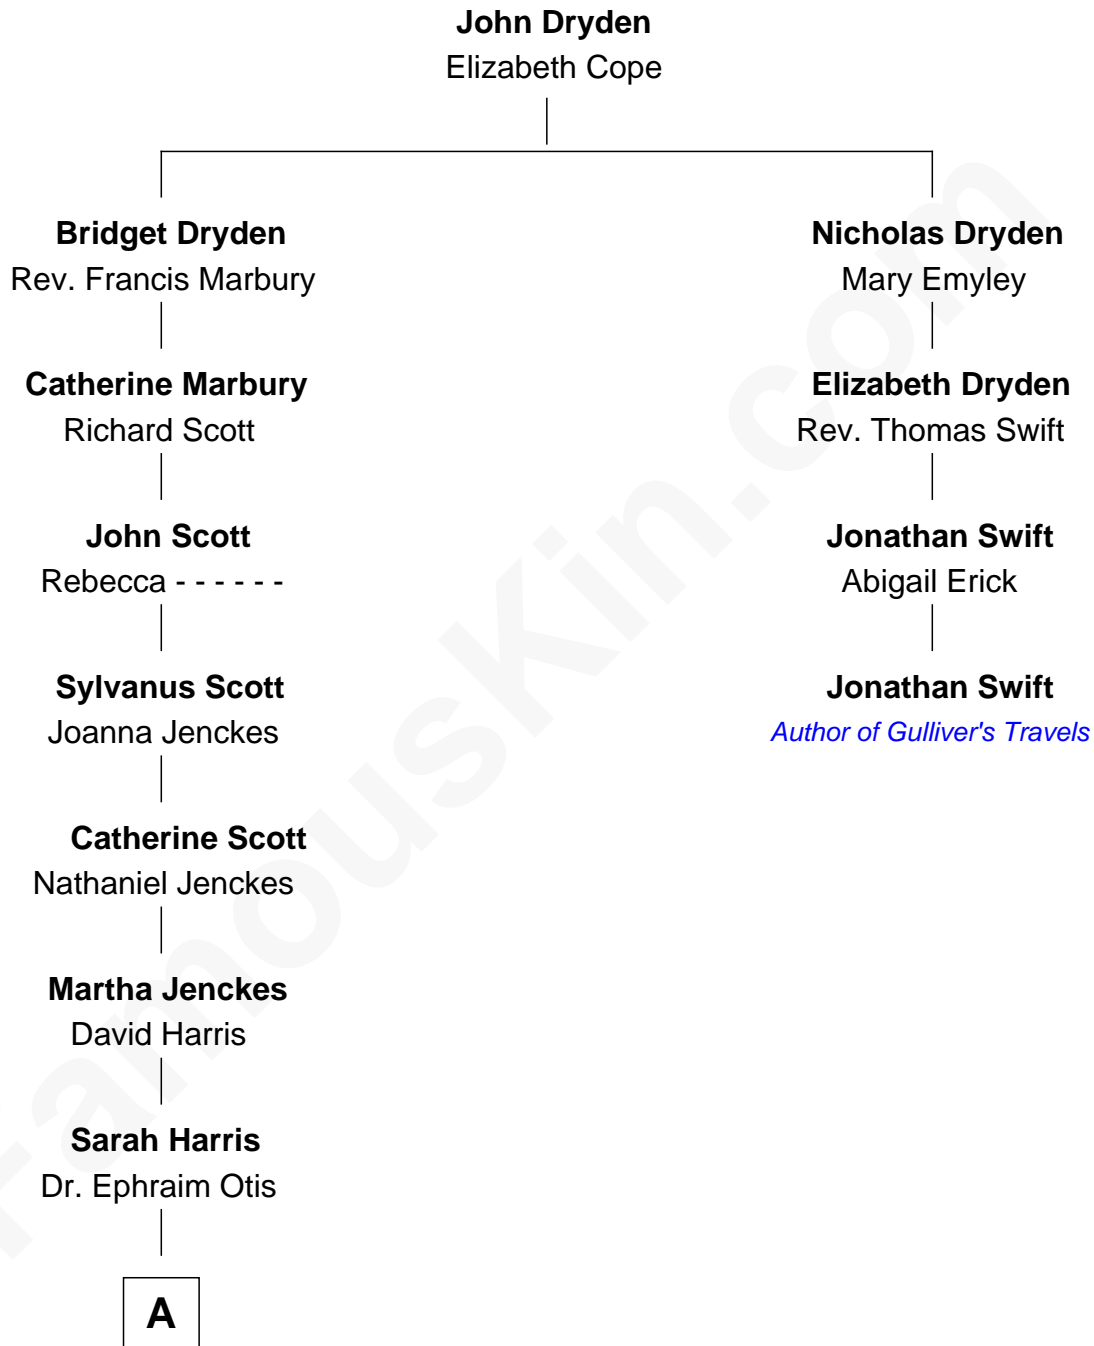 John Dryden
Elizabeth Cope
Bridget Dryden
Rev. Francis Marbury
Nicholas Dryden
Mary Emyley
Catherine Marbury
Richard Scott
Elizabeth Dryden
Rev. Thomas Swift
John Scott
Rebecca - - - - - -
Jonathan Swift
Abigail Erick
Sylvanus Scott
Joanna Jenckes
Jonathan Swift
Author of Gulliver's Travels
Catherine Scott
Nathaniel Jenckes
Martha Jenckes
David Harris
Sarah Harris
Dr. Ephraim Otis
A
FamousKin.com